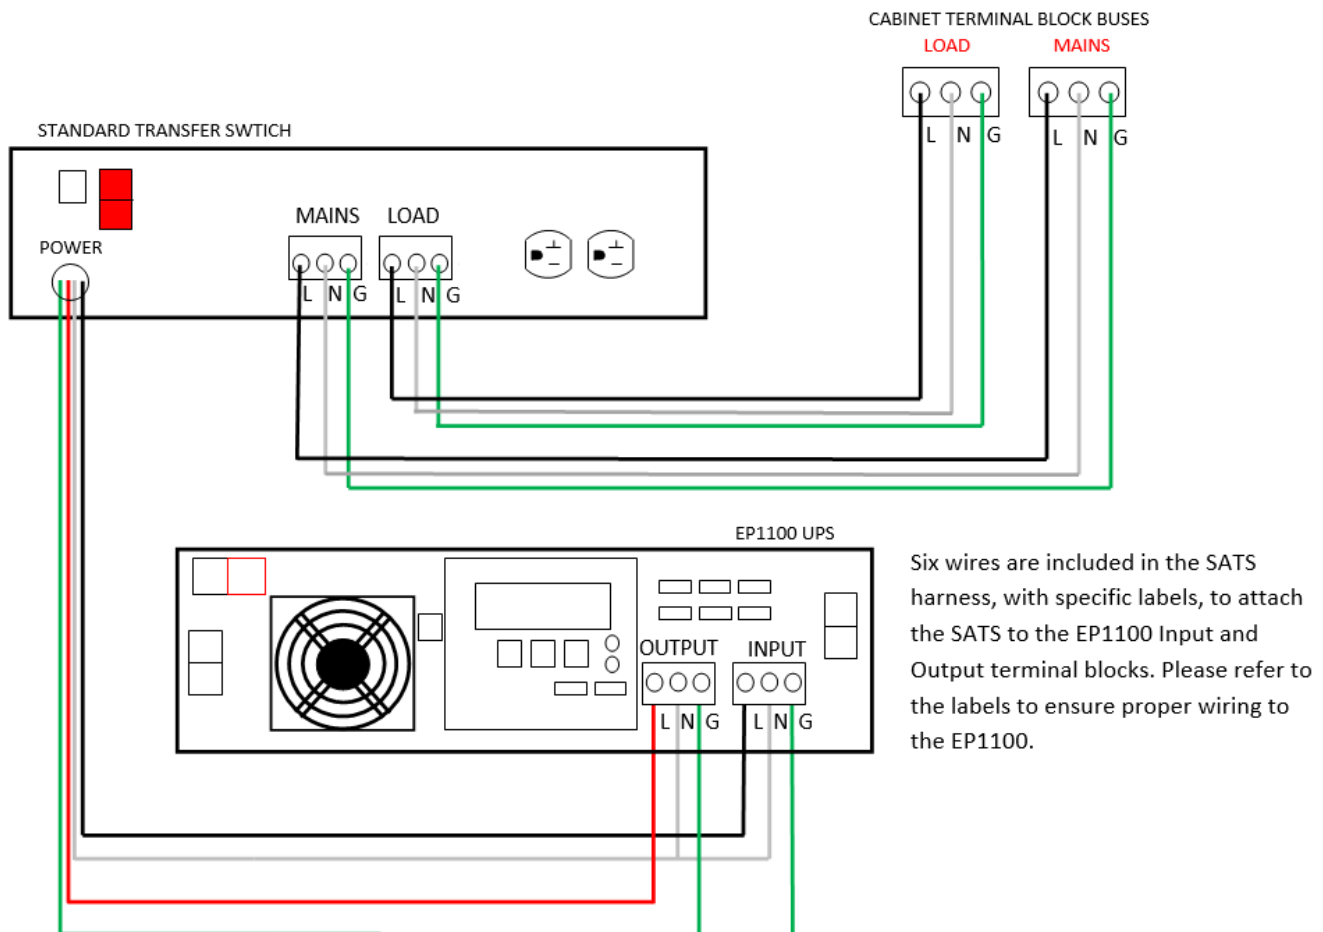 CABINET TERMINAL BLOCK BUSES
LOAD MAINS
L N G L N G
STANDARD TRANSFER SWTICH
MAINS LOAD
POWER
L N G L N G
EP1100 UPS
OUTPUT INPUT
L N G L N G
Six wires are included in the SATS
harness, with specific labels, to attach
the SATS to the EP1100 Input and
Output terminal blocks. Please refer to
the labels to ensure proper wiring to
the EP1100.